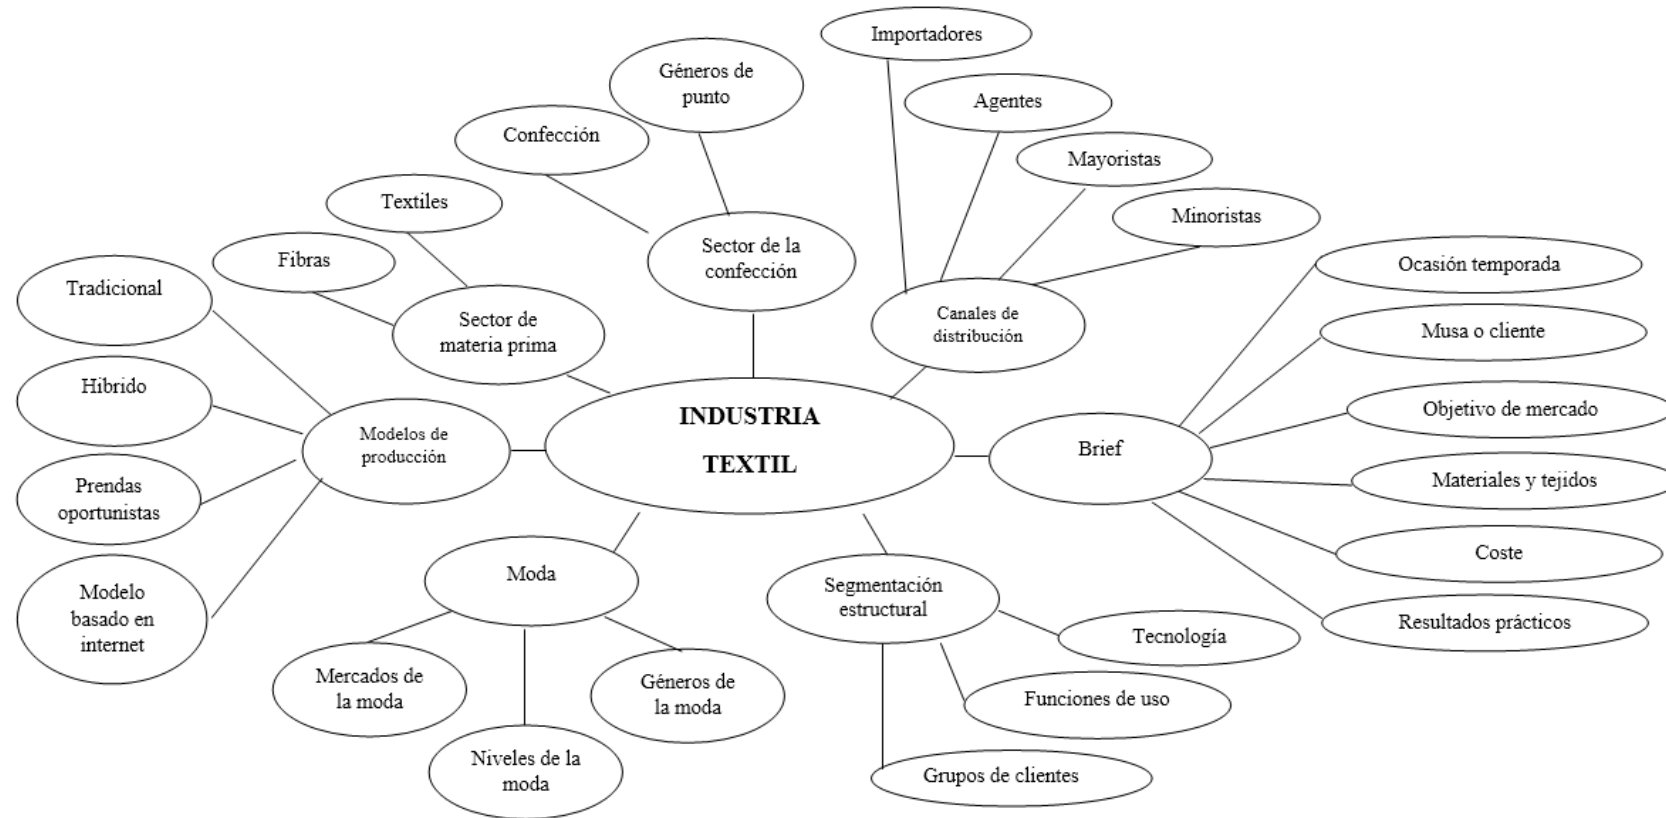 Importadores
Géneros de
punto
Agentes
Confección
Mayoristas
Textiles
Minoristas
Sector de la
confección
Fibras
Ocasión temporada
Tradicional
Sector de
materia prima
Canales de
distribución
Musa o cliente
Hibrido
INDUSTRIA
TEXTIL
Objetivo de mercado
Modelos de
producción
Brief
Prendas
oportunistas
Materiales y tejidos
Coste
Moda
Segmentación
estructural
Modelo
basado en
internet
Resultados prácticos
Tecnología
Mercados de
la moda
Géneros de
la moda
Funciones de uso
Niveles de la
moda
Grupos de clientes